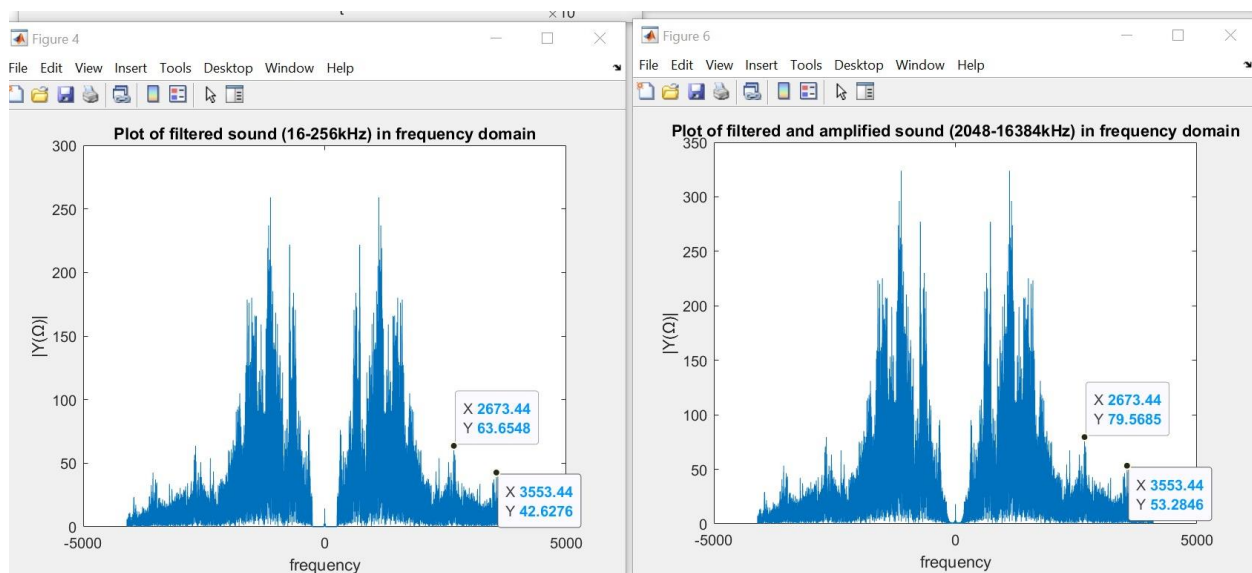 × 10
Figure 4
File Edit View Insert Tools Desktop Window Help
Plot of filtered sound (16-256kHz) in frequency domain
300
250
200
150
100
50
0
|Y(Ω)|
X 2673.44
Y 63.6548
X 3553.44
Y 42.6276
-5000 0 5000
frequency
Figure 6
File Edit View Insert Tools Desktop Window Help
Plot of filtered and amplified sound (2048-16384kHz) in frequency domain
350
300
250
200
150
100
50
0
|Y(Ω)|
X 2673.44
Y 79.5685
X 3553.44
Y 53.2846
-5000 0 5000
frequency